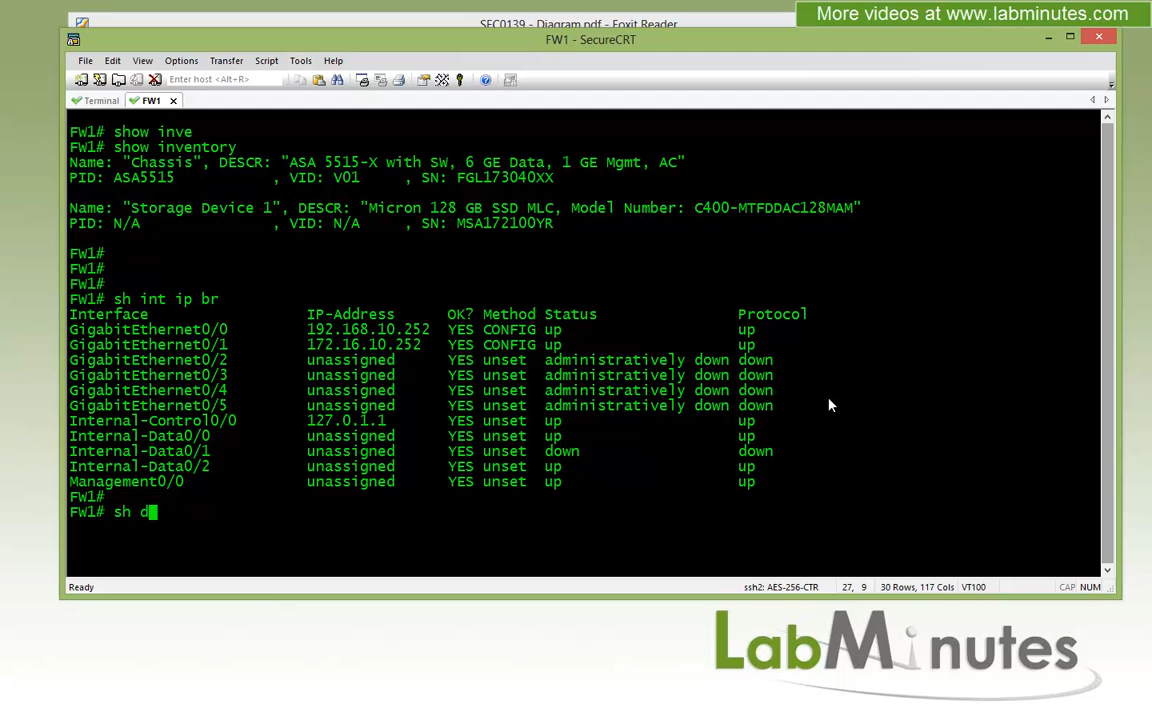 More videos at www.labminutes.com
SEC0139 - Diagram.pdf - Foxit Reader
FW1 - SecureCRT
File Edit View Options Transfer Script Tools Help
Enter host <Alt+R>
Terminal FW1
FW1# show inve
FW1# show inventory
Name: "Chassis", DESCR: "ASA 5515-X with SW, 6 GE Data, 1 GE Mgmt, AC"
PID: ASA5515 , VID: V01 , SN: FGL173040XX
Name: "Storage Device 1", DESCR: "Micron 128 GB SSD MLC, Model Number: C400-MTFDDAC128MAM"
PID: N/A , VID: N/A , SN: MSA172100YR
FW1#
FW1#
FW1#
FW1# sh int ip br
Interface IP-Address OK? Method Status Protocol
GigabitEthernet0/0 192.168.10.252 YES CONFIG up up
GigabitEthernet0/1 172.16.10.252 YES CONFIG up up
GigabitEthernet0/2 unassigned YES unset administratively down down
GigabitEthernet0/3 unassigned YES unset administratively down down
GigabitEthernet0/4 unassigned YES unset administratively down down
GigabitEthernet0/5 unassigned YES unset administratively down down
Internal-Control0/0 127.0.1.1 YES unset up up
Internal-Data0/0 unassigned YES unset up up
Internal-Data0/1 unassigned YES unset down down
Internal-Data0/2 unassigned YES unset up up
Management0/0 unassigned YES unset up up
FW1#
FW1# sh d
Ready ssh2: AES-256-CTR 27, 9 30 Rows, 117 Cols VT100 CAP NUM
LabMinutes